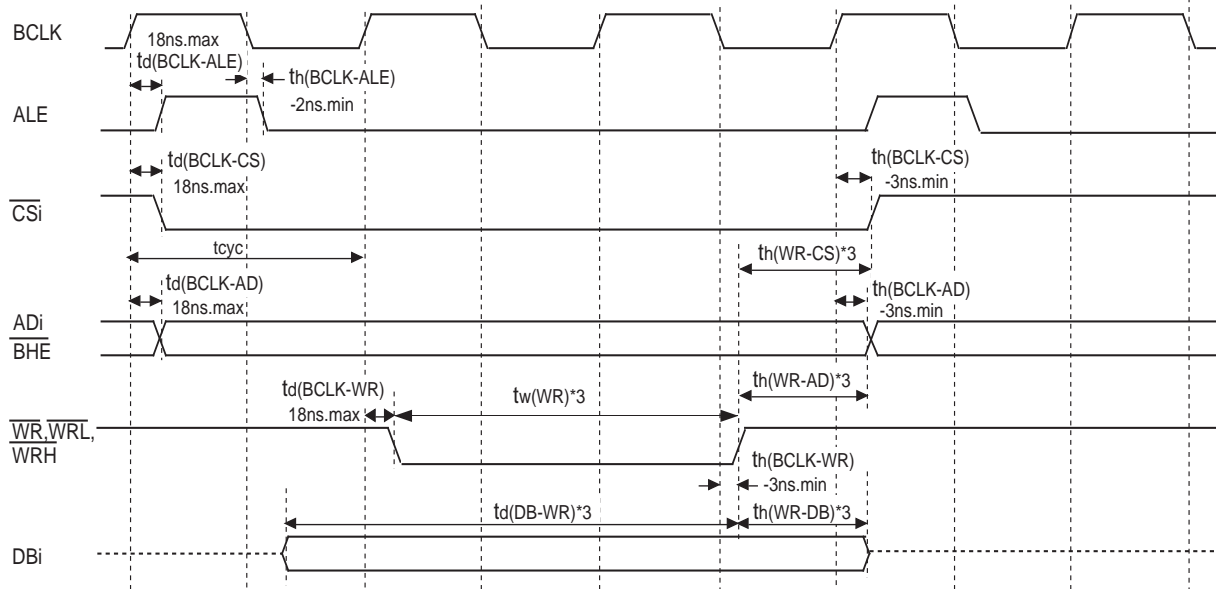 BCLK
18ns.max
td(BCLK-ALE)
th(BCLK-ALE)
-2ns.min
ALE
td(BCLK-CS)
18ns.max
th(BCLK-CS)
-3ns.min
CSi
tcyc
th(WR-CS)*3
td(BCLK-AD)
18ns.max
th(BCLK-AD)
-3ns.min
ADi
BHE
td(BCLK-WR)
18ns.max
tw(WR)*3
th(WR-AD)*3
WR,WRL,
WRH
th(BCLK-WR)
-3ns.min
td(DB-WR)*3
th(WR-DB)*3
DBi